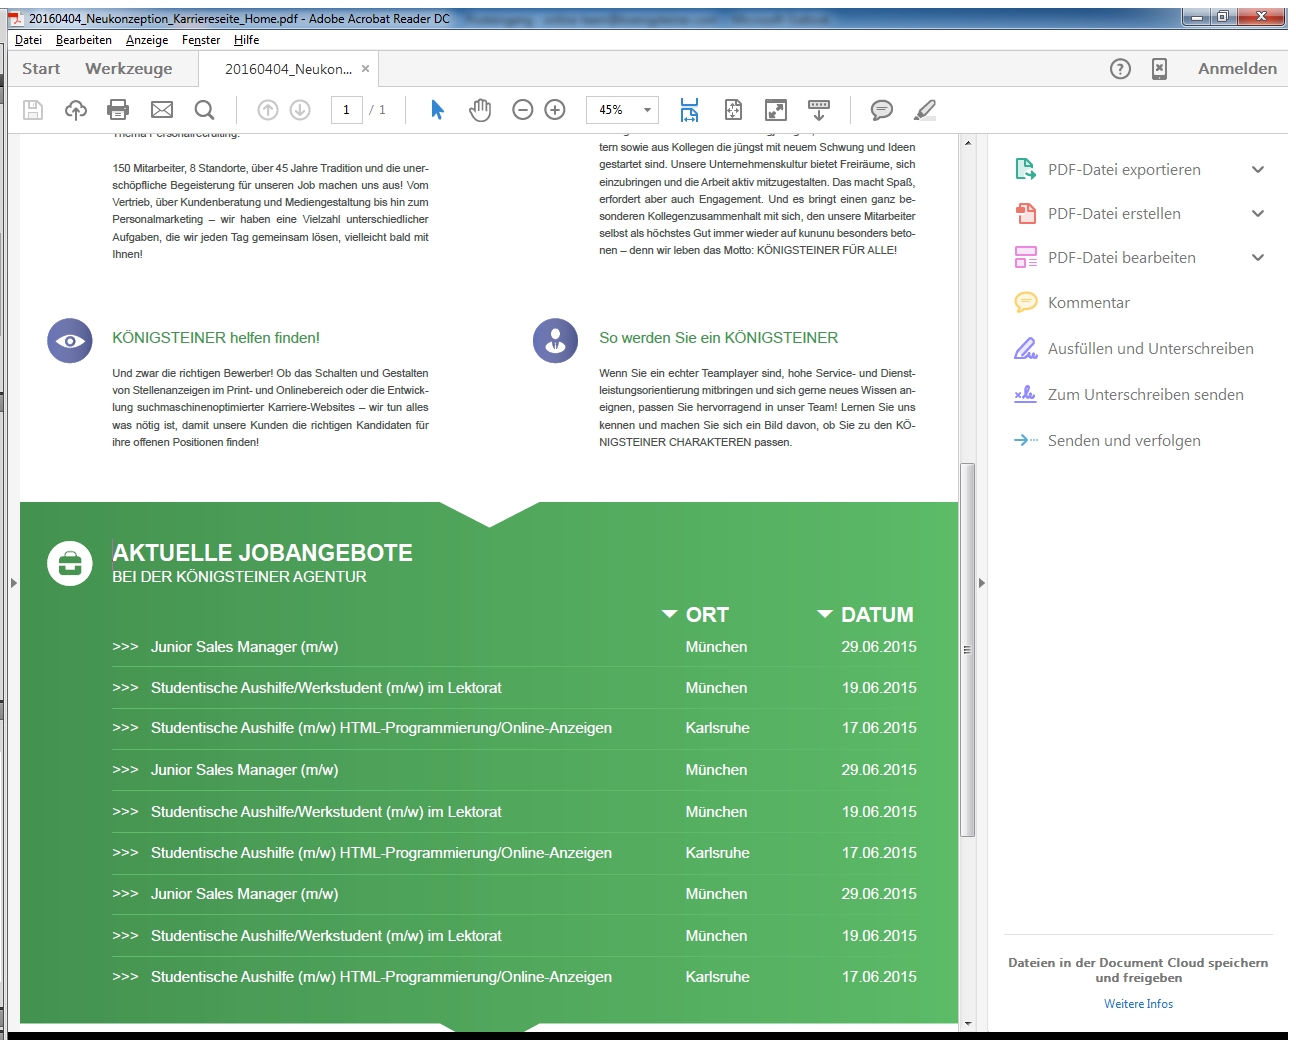 20160404_Neukonzeption_Karriereseite_Home.pdf - Adobe Acrobat Reader DC
Datei Bearbeiten Anzeige Fenster Hilfe
Start Werkzeuge 20160404_Neukon... × Anmelden
1 / 1 45%
Thema Personalrecruiting.
150 Mitarbeiter, 8 Standorte, über 45 Jahre Tradition und die uner-
schöpfliche Begeisterung für unseren Job machen uns aus! Vom
Vertrieb, über Kundenberatung und Mediengestaltung bis hin zum
Personalmarketing – wir haben eine Vielzahl unterschiedlicher
Aufgaben, die wir jeden Tag gemeinsam lösen, vielleicht bald mit
Ihnen!
tern sowie aus Kollegen die jüngst mit neuem Schwung und Ideen
gestartet sind. Unsere Unternehmenskultur bietet Freiräume, sich
einzubringen und die Arbeit aktiv mitzugestalten. Das macht Spaß,
erfordert aber auch Engagement. Und es bringt einen ganz be-
sonderen Kollegenzusammenhalt mit sich, den unsere Mitarbeiter
selbst als höchstes Gut immer wieder auf kununu besonders beto-
nen – denn wir leben das Motto: KÖNIGSTEINER FÜR ALLE!
KÖNIGSTEINER helfen finden!
Und zwar die richtigen Bewerber! Ob das Schalten und Gestalten
von Stellenanzeigen im Print- und Onlinebereich oder die Entwick-
lung suchmaschinenoptimierter Karriere-Websites – wir tun alles
was nötig ist, damit unsere Kunden die richtigen Kandidaten für
ihre offenen Positionen finden!
So werden Sie ein KÖNIGSTEINER
Wenn Sie ein echter Teamplayer sind, hohe Service- und Dienst-
leistungsorientierung mitbringen und sich gerne neues Wissen an-
eignen, passen Sie hervorragend in unser Team! Lernen Sie uns
kennen und machen Sie sich ein Bild davon, ob Sie zu den KÖ-
NIGSTEINER CHARAKTEREN passen.
AKTUELLE JOBANGEBOTE
BEI DER KÖNIGSTEINER AGENTUR
ORT DATUM
>>> Junior Sales Manager (m/w) München 29.06.2015
>>> Studentische Aushilfe/Werkstudent (m/w) im Lektorat München 19.06.2015
>>> Studentische Aushilfe (m/w) HTML-Programmierung/Online-Anzeigen Karlsruhe 17.06.2015
>>> Junior Sales Manager (m/w) München 29.06.2015
>>> Studentische Aushilfe/Werkstudent (m/w) im Lektorat München 19.06.2015
>>> Studentische Aushilfe (m/w) HTML-Programmierung/Online-Anzeigen Karlsruhe 17.06.2015
>>> Junior Sales Manager (m/w) München 29.06.2015
>>> Studentische Aushilfe/Werkstudent (m/w) im Lektorat München 19.06.2015
>>> Studentische Aushilfe (m/w) HTML-Programmierung/Online-Anzeigen Karlsruhe 17.06.2015
PDF-Datei exportieren
PDF-Datei erstellen
PDF-Datei bearbeiten
Kommentar
Ausfüllen und Unterschreiben
Zum Unterschreiben senden
Senden und verfolgen
Dateien in der Document Cloud speichern
und freigeben
Weitere Infos